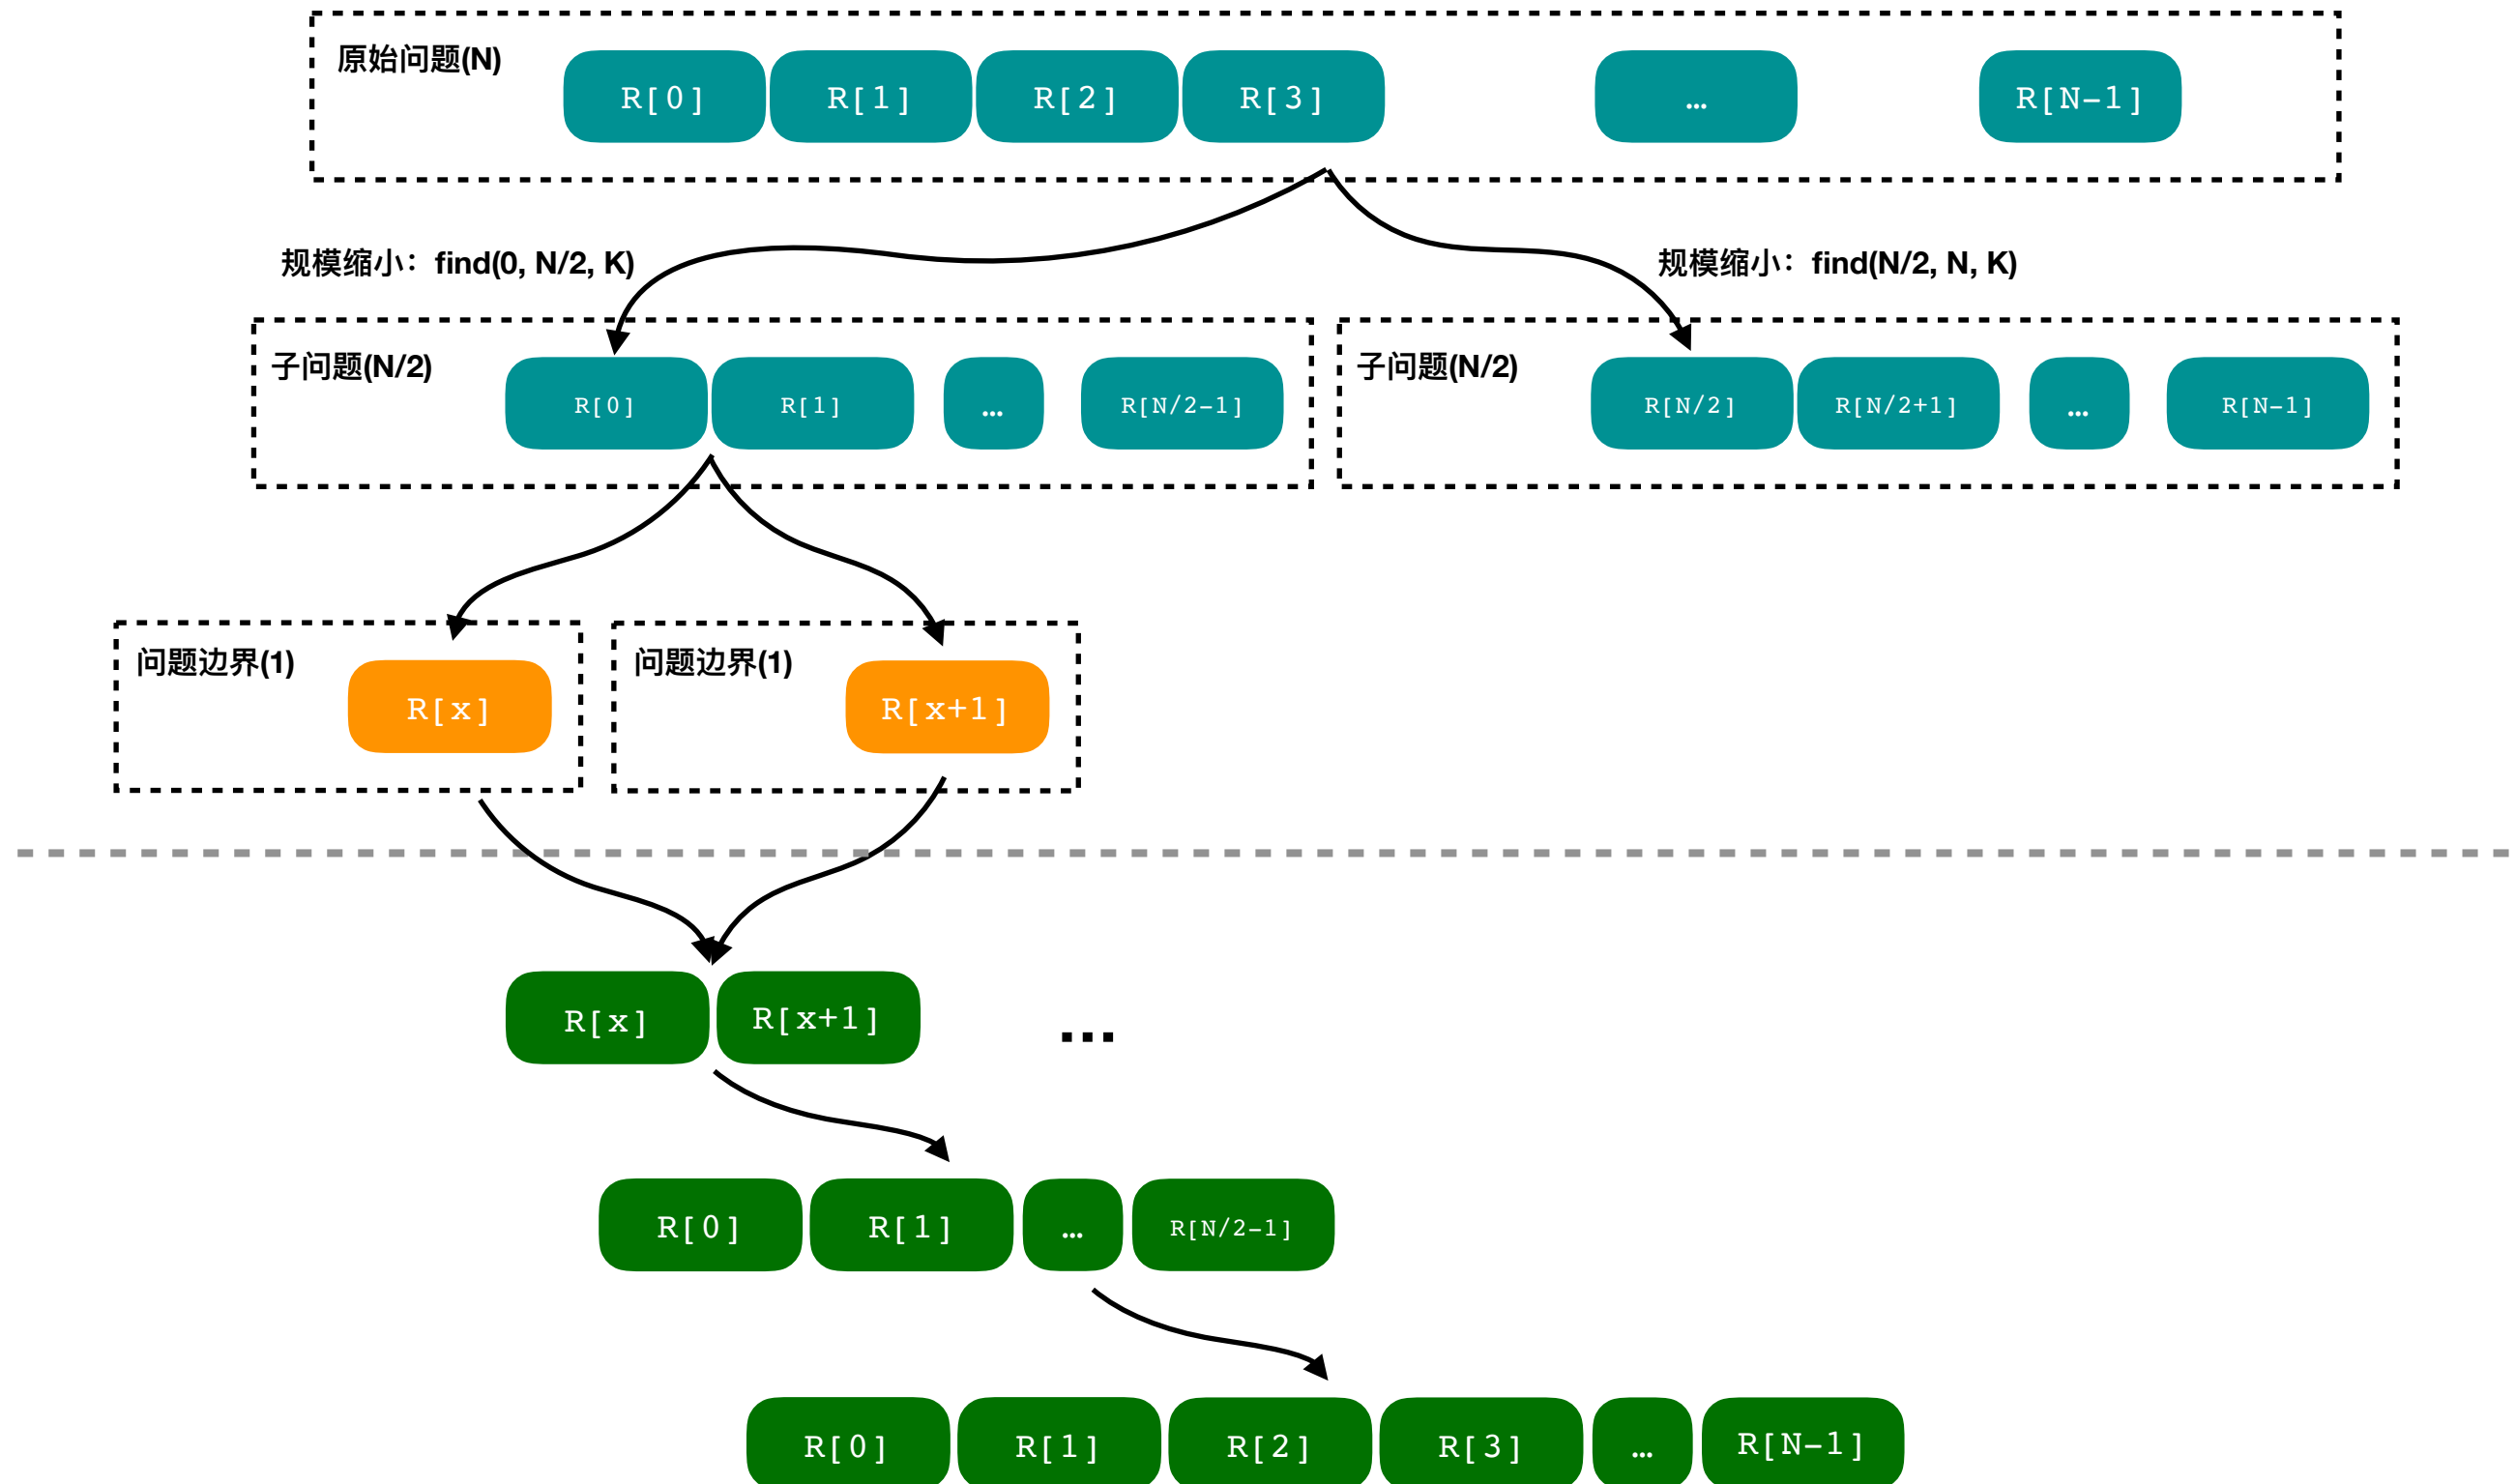 原始问题(N)
R[0] R[1] R[2] R[3] … R[N-1]
规模缩小：find(0, N/2, K)
规模缩小：find(N/2, N, K)
子问题(N/2)
R[0] R[1] … R[N/2-1]
子问题(N/2)
R[N/2] R[N/2+1] … R[N-1]
问题边界(1)
R[x]
问题边界(1)
R[x+1]
R[x] R[x+1] …
R[0] R[1] … R[N/2-1]
R[0] R[1] R[2] R[3] … R[N-1]